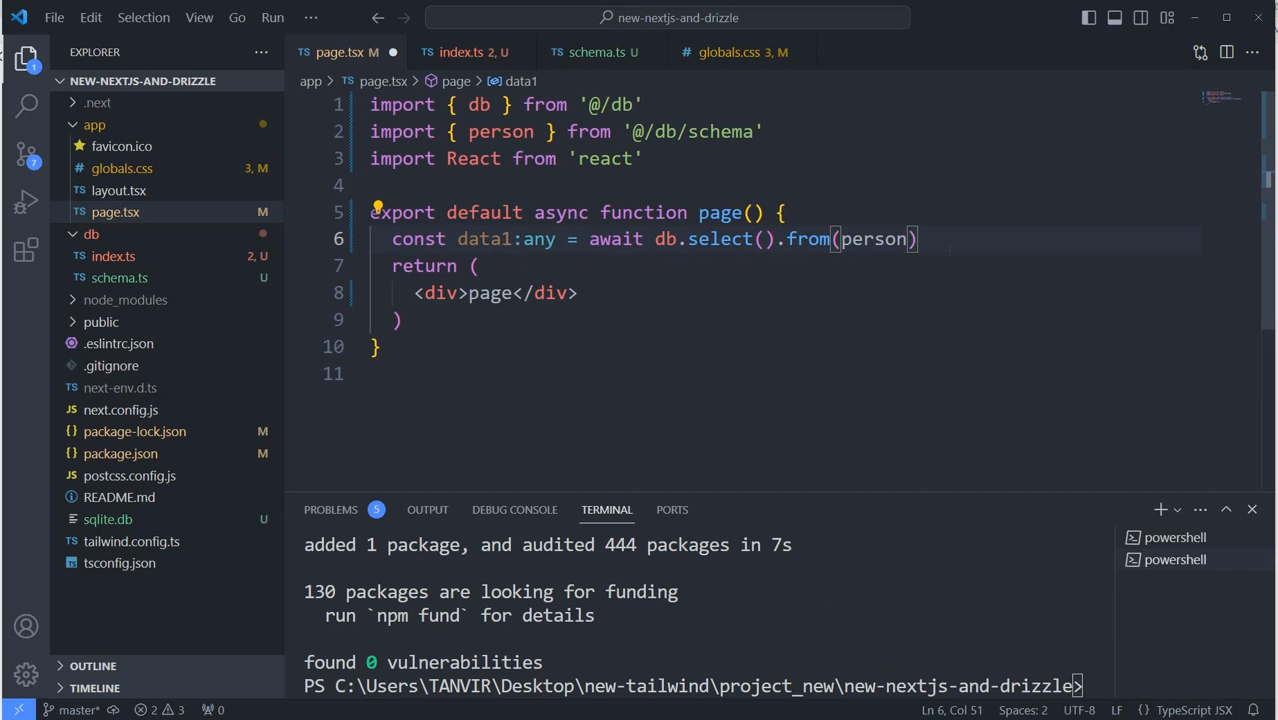 File Edit Selection View Go Run ··· new-nextjs-and-drizzle
EXPLORER ···
NEW-NEXTJS-AND-DRIZZLE
.next
app
favicon.ico
globals.css 3, M
layout.tsx
page.tsx M
db
index.ts 2, U
schema.ts U
node_modules
public
.eslintrc.json
.gitignore
next-env.d.ts
next.config.js
package-lock.json M
package.json M
postcss.config.js
README.md
sqlite.db U
tailwind.config.ts
tsconfig.json
OUTLINE
TIMELINE
1
7
page.tsx M index.ts 2, U schema.ts U globals.css 3, M
app > page.tsx > page > data1
1 import { db } from '@/db'
2 import { person } from '@/db/schema'
3 import React from 'react'
4
5 export default async function page() {
6 const data1:any = await db.select().from(person)
7 return (
8 <div>page</div>
9 )
10 }
11
PROBLEMS 5 OUTPUT DEBUG CONSOLE TERMINAL PORTS
added 1 package, and audited 444 packages in 7s
130 packages are looking for funding
run `npm fund` for details
found 0 vulnerabilities
PS C:\Users\TANVIR\Desktop\new-tailwind\project_new\new-nextjs-and-drizzle>
powershell
powershell
master* 2 3 0 Ln 6, Col 51 Spaces: 2 UTF-8 LF {} TypeScript JSX